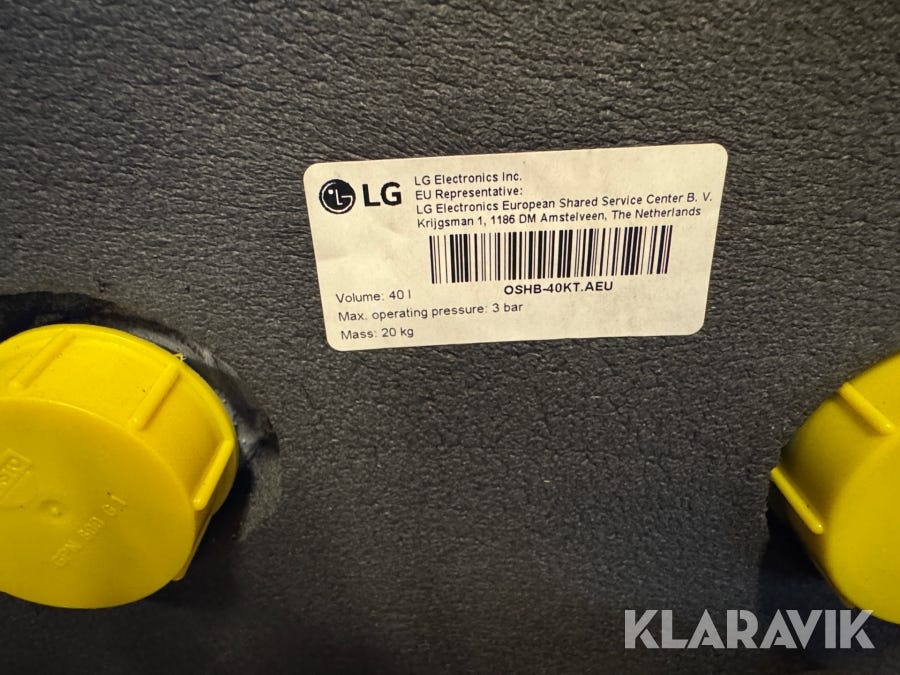 LG
LG Electronics Inc.
EU Representative:
LG Electronics European Shared Service Center B. V.
Krijgsman 1, 1186 DM Amstelveen, The Netherlands
OSHB-40KT.AEU
Volume: 40 l
Max. operating pressure: 3 bar
Mass: 20 kg
KLARAVIK